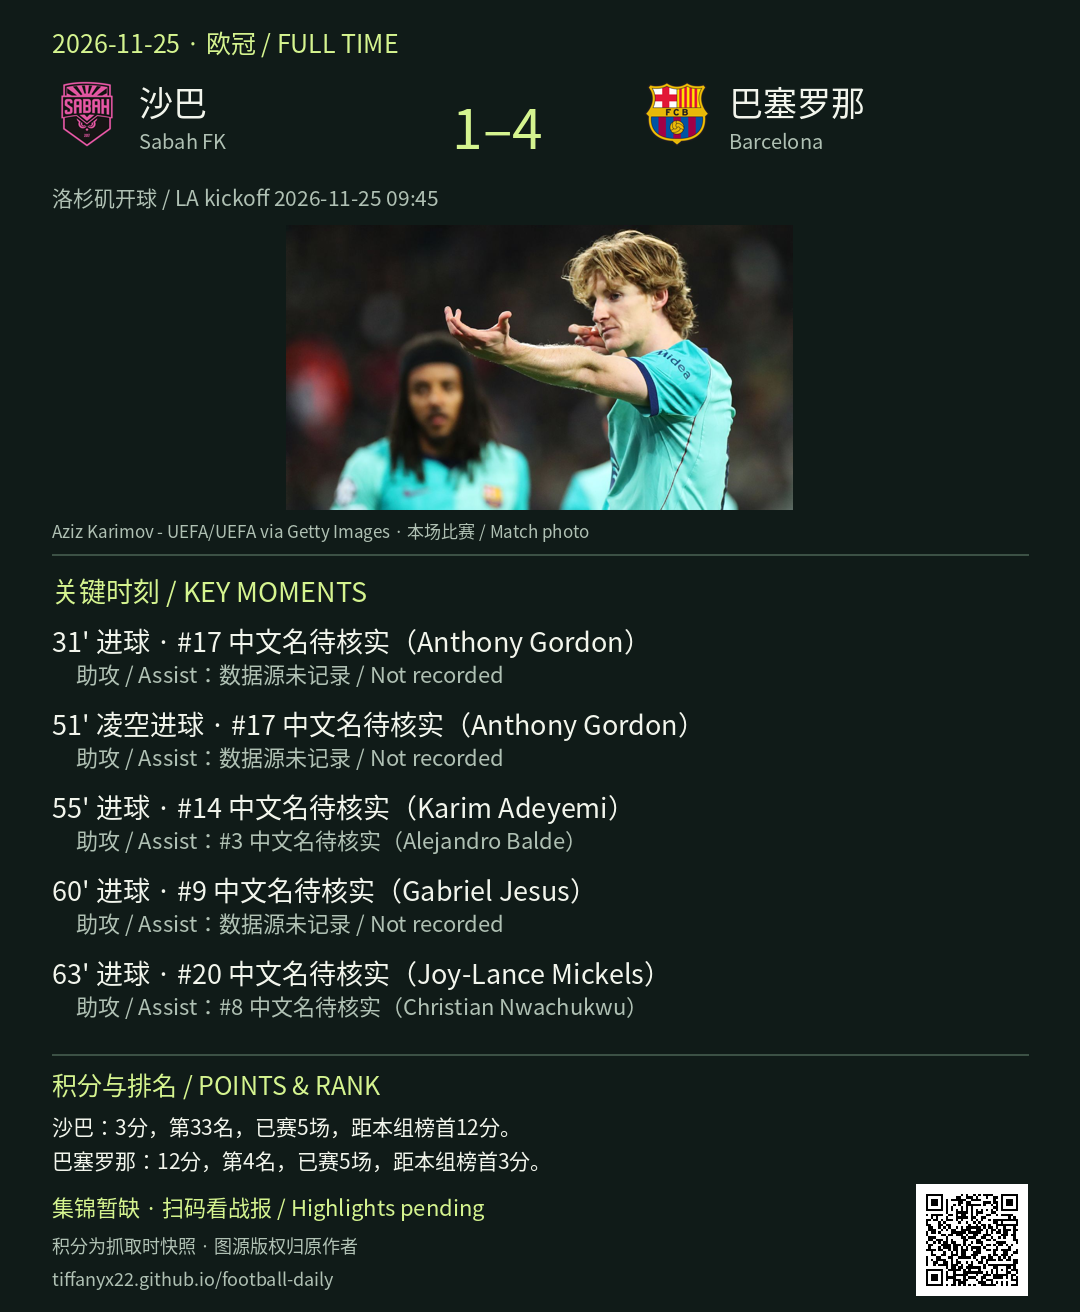 2026-11-25 · 欧冠 / FULL TIME
SABAH
沙巴
Sabah FK
1–4
FCB
巴塞罗那
Barcelona
洛杉矶开球 / LA kickoff 2026-11-25 09:45
Midea
Aziz Karimov - UEFA/UEFA via Getty Images · 本场比赛 / Match photo
关键时刻 / KEY MOMENTS
31' 进球 · #17 中文名待核实（Anthony Gordon）
助攻 / Assist：数据源未记录 / Not recorded
51' 凌空进球 · #17 中文名待核实（Anthony Gordon）
助攻 / Assist：数据源未记录 / Not recorded
55' 进球 · #14 中文名待核实（Karim Adeyemi）
助攻 / Assist：#3 中文名待核实（Alejandro Balde）
60' 进球 · #9 中文名待核实（Gabriel Jesus）
助攻 / Assist：数据源未记录 / Not recorded
63' 进球 · #20 中文名待核实（Joy-Lance Mickels）
助攻 / Assist：#8 中文名待核实（Christian Nwachukwu）
积分与排名 / POINTS & RANK
沙巴：3分，第33名，已赛5场，距本组榜首12分。
巴塞罗那：12分，第4名，已赛5场，距本组榜首3分。
集锦暂缺 · 扫码看战报 / Highlights pending
积分为抓取时快照 · 图源版权归原作者
tiffanyx22.github.io/football-daily